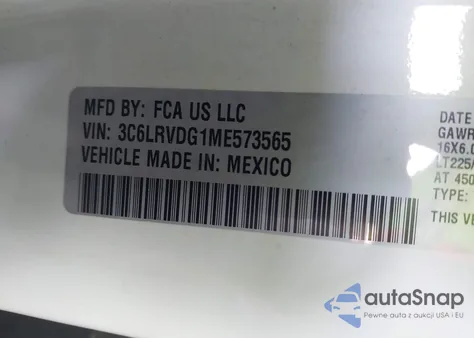 MFD BY: FCA US LLC
VIN: 3C6LRVDG1ME573565
VEHICLE MADE IN: MEXICO
DATE
GAWR
16X6.0
LT225/
AT 450
TYPE:
THIS VE
autaSnap
Pewne auta z aukcji USA i EU